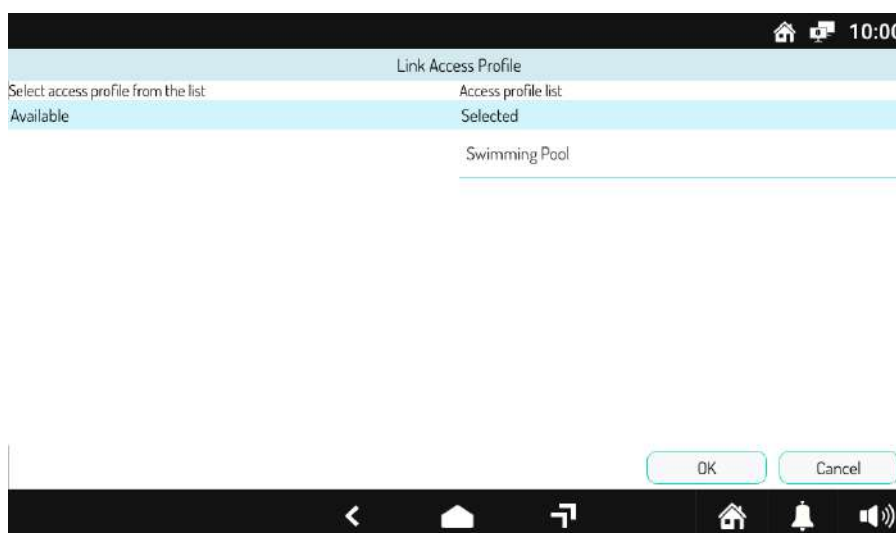 10:00
Link Access Profile
Select access profile from the list
Access profile list
Available
Selected
Swimming Pool
OK
Cancel